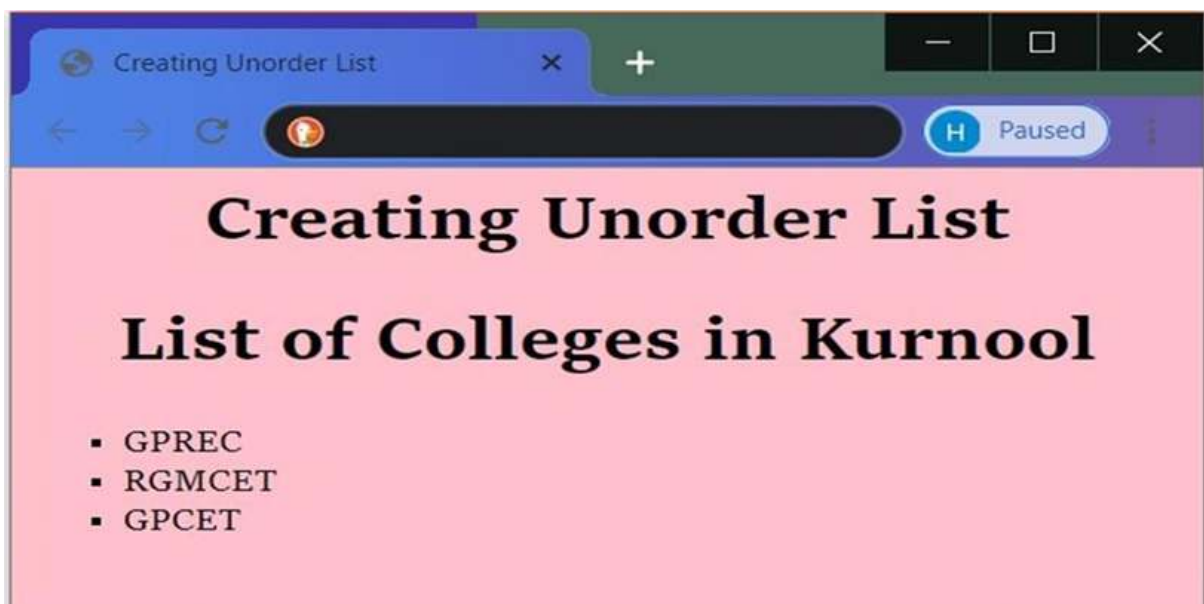 Creating Unorder List
H Paused
Creating Unorder List
List of Colleges in Kurnool
GPREC
RGMCET
GPCET